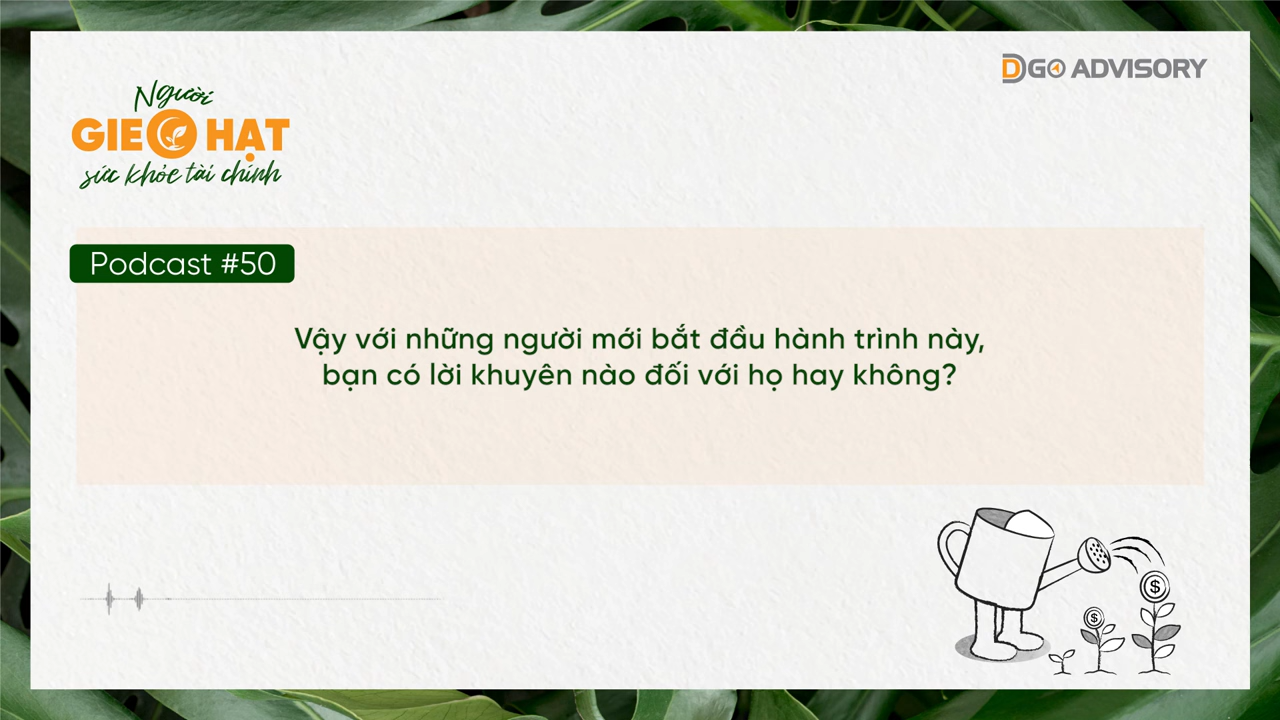 Người
GIEO HẠT
sức khỏe tài chính
DGO ADVISORY
Podcast #50
Vậy với những người mới bắt đầu hành trình này,
bạn có lời khuyên nào đối với họ hay không?
$
$